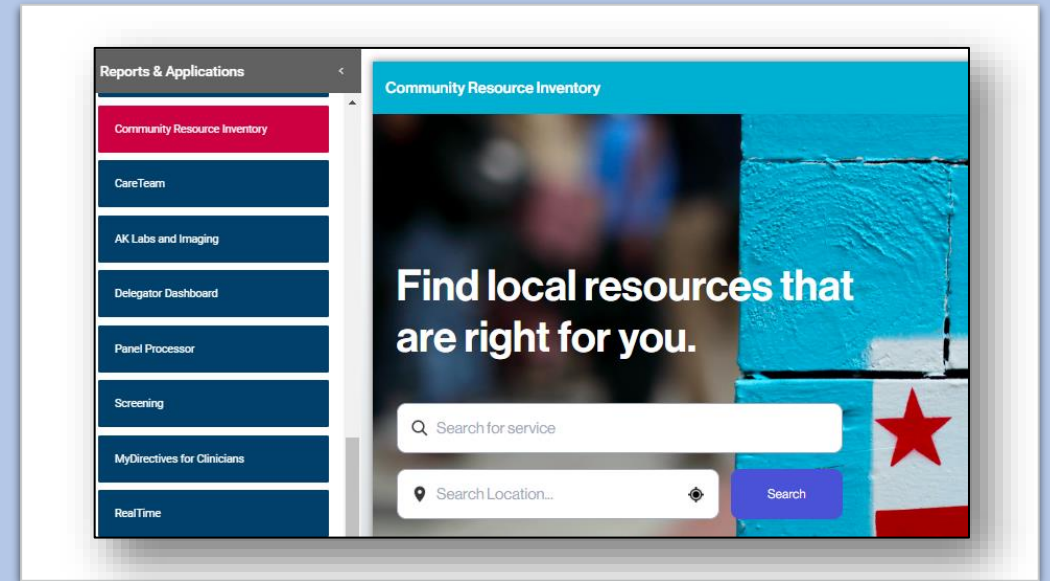 Reports & Applications
<
Community Resource Inventory
CareTeam
AK Labs and Imaging
Delegator Dashboard
Panel Processor
Screening
MyDirectives for Clinicians
RealTime
Community Resource Inventory
Find local resources that
are right for you.
Search for service
Search Location...
Search